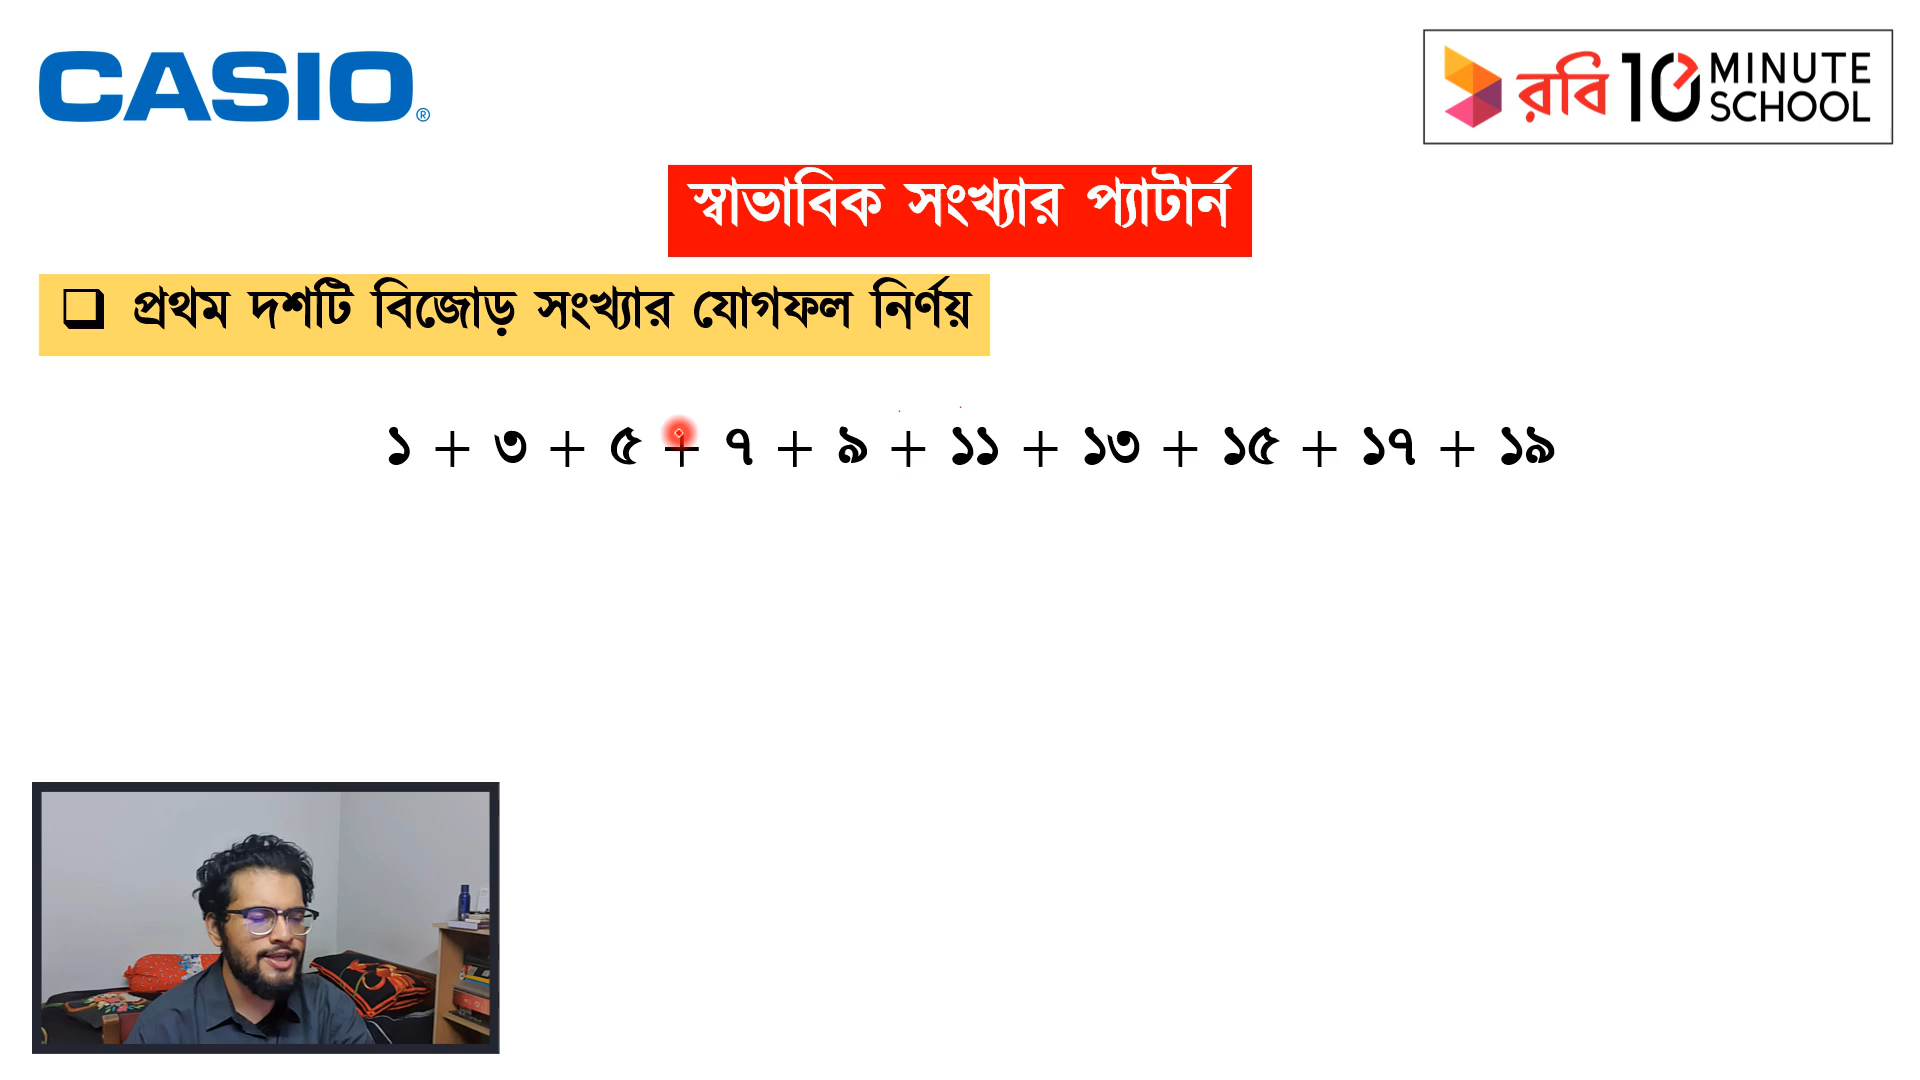 CASIO®
রবি 10 MINUTE SCHOOL
স্বাভাবিক সংখ্যার প্যাটার্ন
প্রথম দশটি বিজোড় সংখ্যার যোগফল নির্ণয়
১ + ৩ + ৫ + ৭ + ৯ + ১১ + ১৩ + ১৫ + ১৭ + ১৯